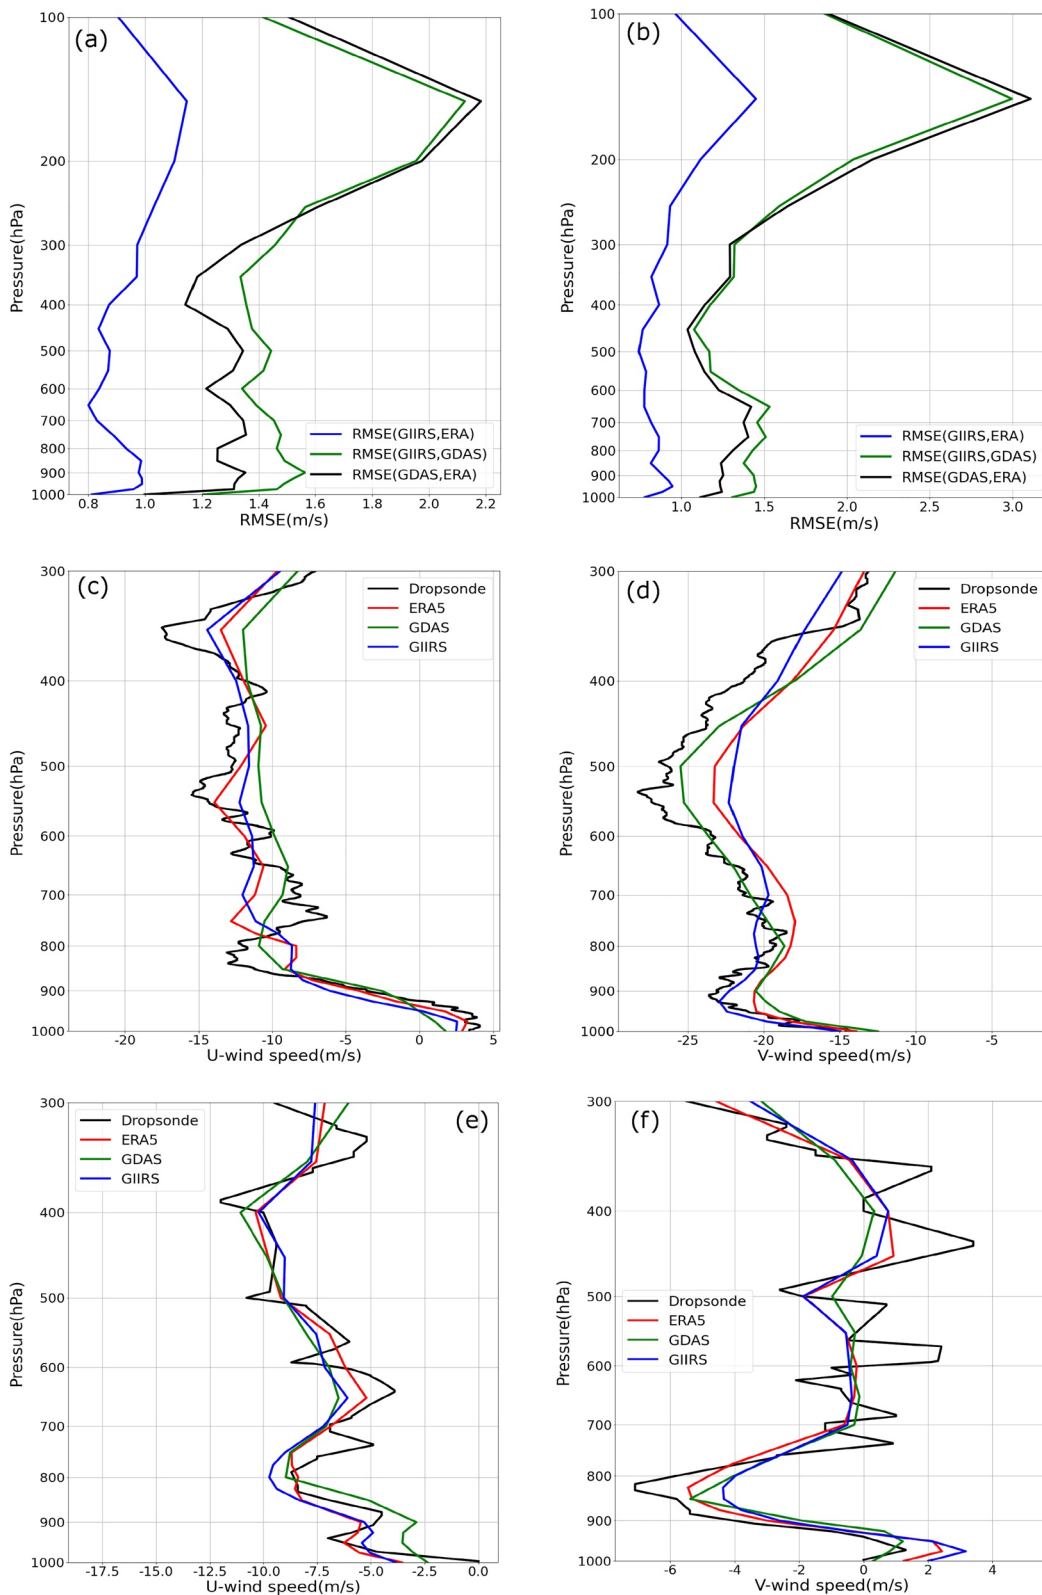 (a)
100
200
300
400
500
600
700
800
900
1000
Pressure(hPa)
RMSE(GIIRS,ERA)
RMSE(GIIRS,GDAS)
RMSE(GDAS,ERA)
0.8 1.0 1.2 1.4 1.6 1.8 2.0 2.2
RMSE(m/s)
(b)
100
200
300
400
500
600
700
800
900
1000
Pressure(hPa)
RMSE(GIIRS,ERA)
RMSE(GIIRS,GDAS)
RMSE(GDAS,ERA)
1.0 1.5 2.0 2.5 3.0
RMSE(m/s)
(c)
300
400
500
600
700
800
900
1000
Pressure(hPa)
Dropsonde
ERA5
GDAS
GIIRS
-20 -15 -10 -5 0 5
U-wind speed(m/s)
(d)
300
400
500
600
700
800
900
1000
Pressure(hPa)
Dropsonde
ERA5
GDAS
GIIRS
-25 -20 -15 -10 -5
V-wind speed(m/s)
(e)
300
400
500
600
700
800
900
1000
Pressure(hPa)
Dropsonde
ERA5
GDAS
GIIRS
-17.5 -15.0 -12.5 -10.0 -7.5 -5.0 -2.5 0.0
U-wind speed(m/s)
(f)
300
400
500
600
700
800
900
1000
Pressure(hPa)
Dropsonde
ERA5
GDAS
GIIRS
-6 -4 -2 0 2 4
V-wind speed(m/s)